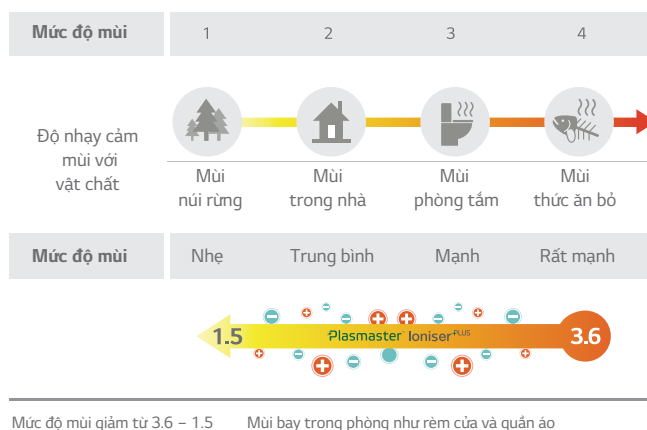 Mức độ mùi 1 2 3 4
Độ nhạy cảm
mùi với
vật chất
Mùi
núi rừng
Mùi
trong nhà
Mùi
phòng tắm
Mùi
thức ăn bỏ
Mức độ mùi Nhẹ Trung bình Mạnh Rất mạnh
1.5 Plasmaster Ioniser PLUS 3.6
Mức độ mùi giảm từ 3.6 – 1.5 Mùi bay trong phòng như rèm cửa và quần áo